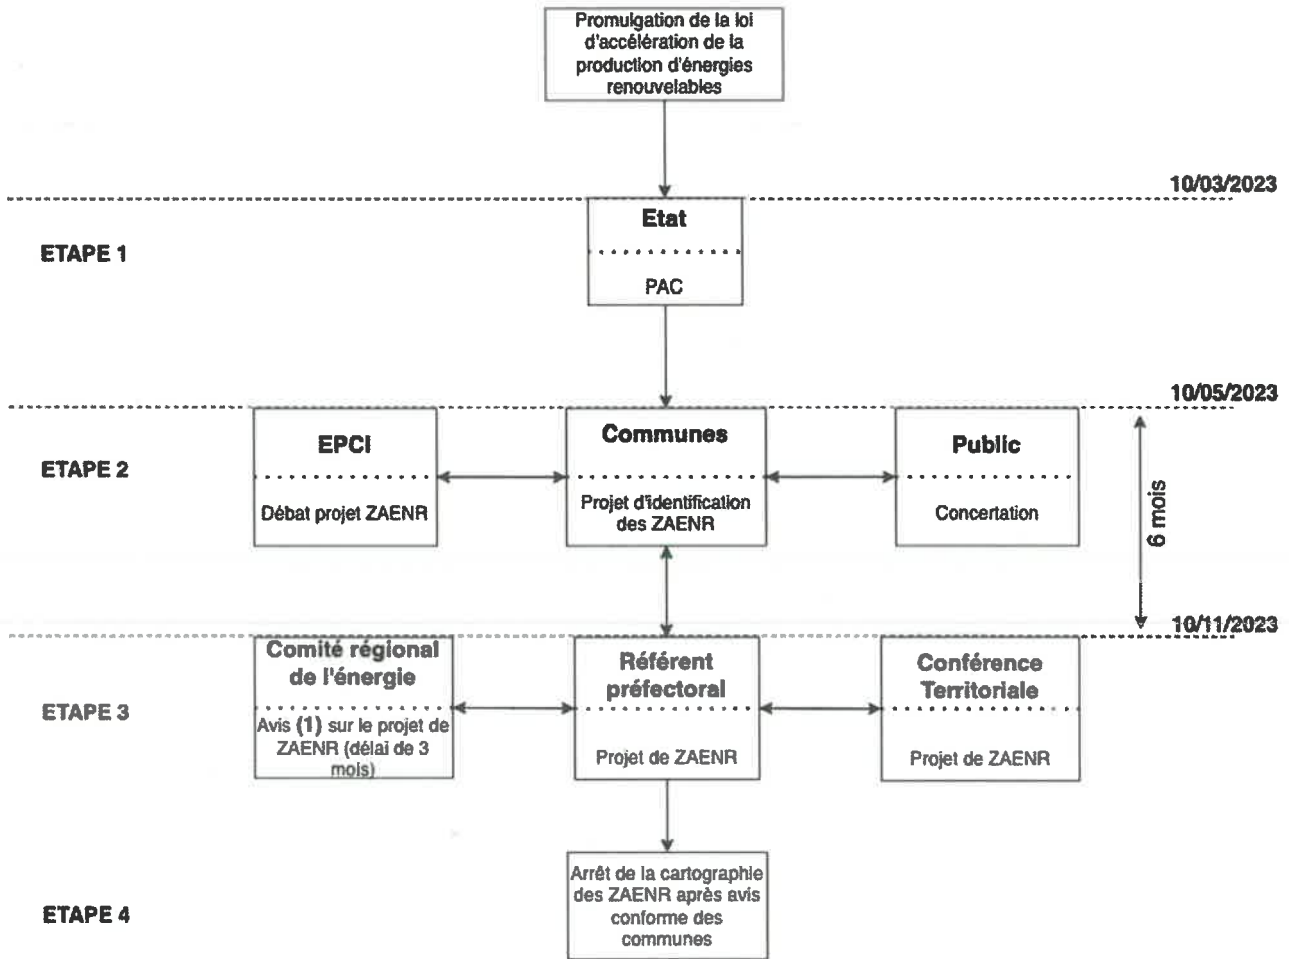 Promulgation de la loi
d'accélération de la
production d'énergies
renouvelables
10/03/2023
Etat
ETAPE 1
PAC
10/05/2023
EPCI
Communes
Public
ETAPE 2
Débat projet ZAENR
Projet d'identification
des ZAENR
Concertation
6 mois
10/11/2023
Comité régional
de l'énergie
Référent
préfectoral
Conférence
Territoriale
ETAPE 3
Avis (1) sur le projet de
ZAENR (délai de 3
mois)
Projet de ZAENR
Projet de ZAENR
Arrêt de la cartographie
des ZAENR après avis
conforme des
communes
ETAPE 4